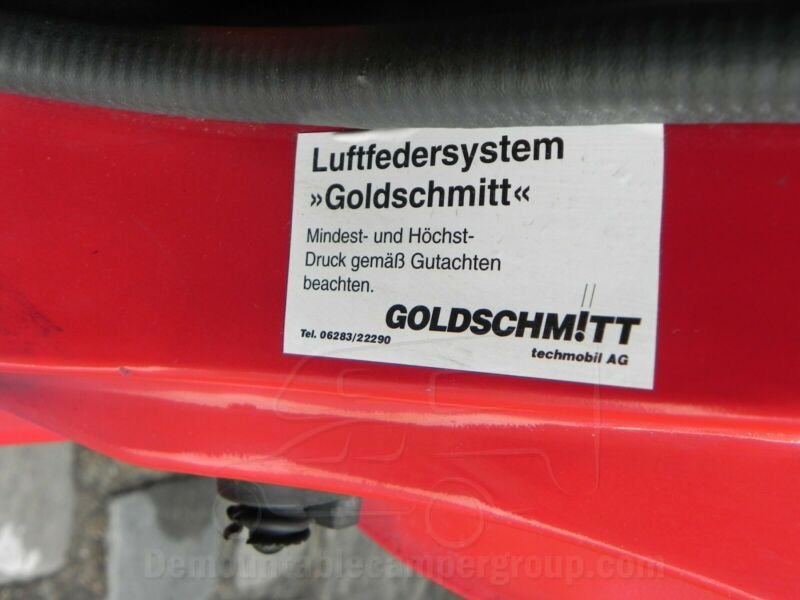 Luftfedersystem
»Goldschmitt«
Mindest- und Höchst-
Druck gemäß Gutachten
beachten.
GOLDSCHM!TT
Tel. 06283/22290
techmobil AG
Demountablecampergroup.com